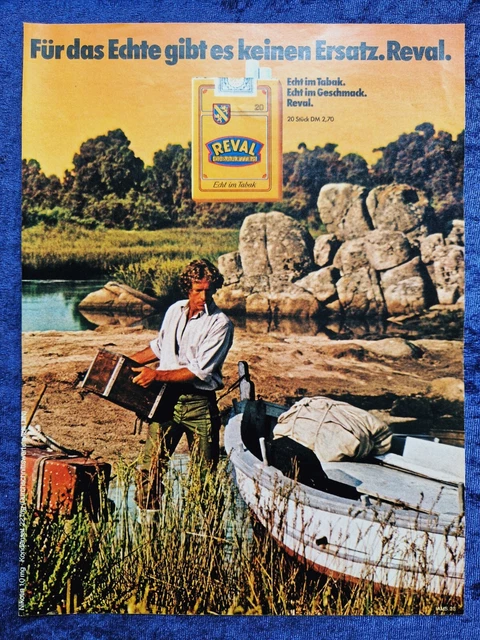 Für das Echte gibt es keinen Ersatz. Reval.
Echt im Tabak.
Echt im Geschmack.
Reval.
20 Stück DM 2,70
20
REVAL
Echt im Tabak